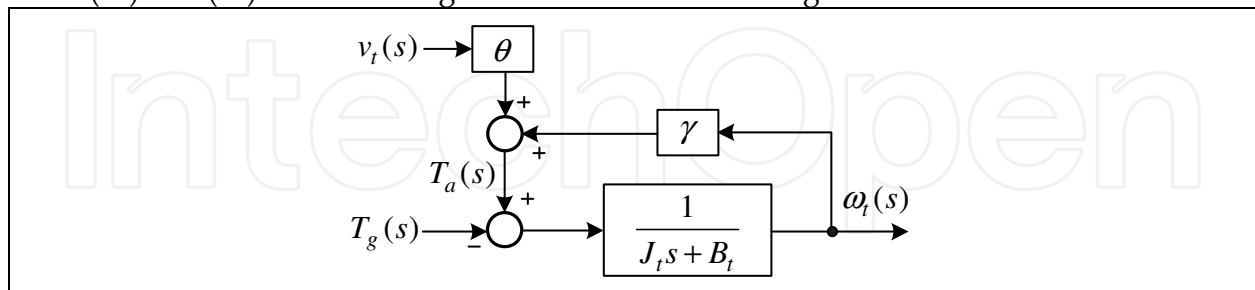 v_t(s)
θ
+
+
γ
T_a(s)
+
ω_t(s)
T_g(s)
−
1
J_t s + B_t
IntechOpen